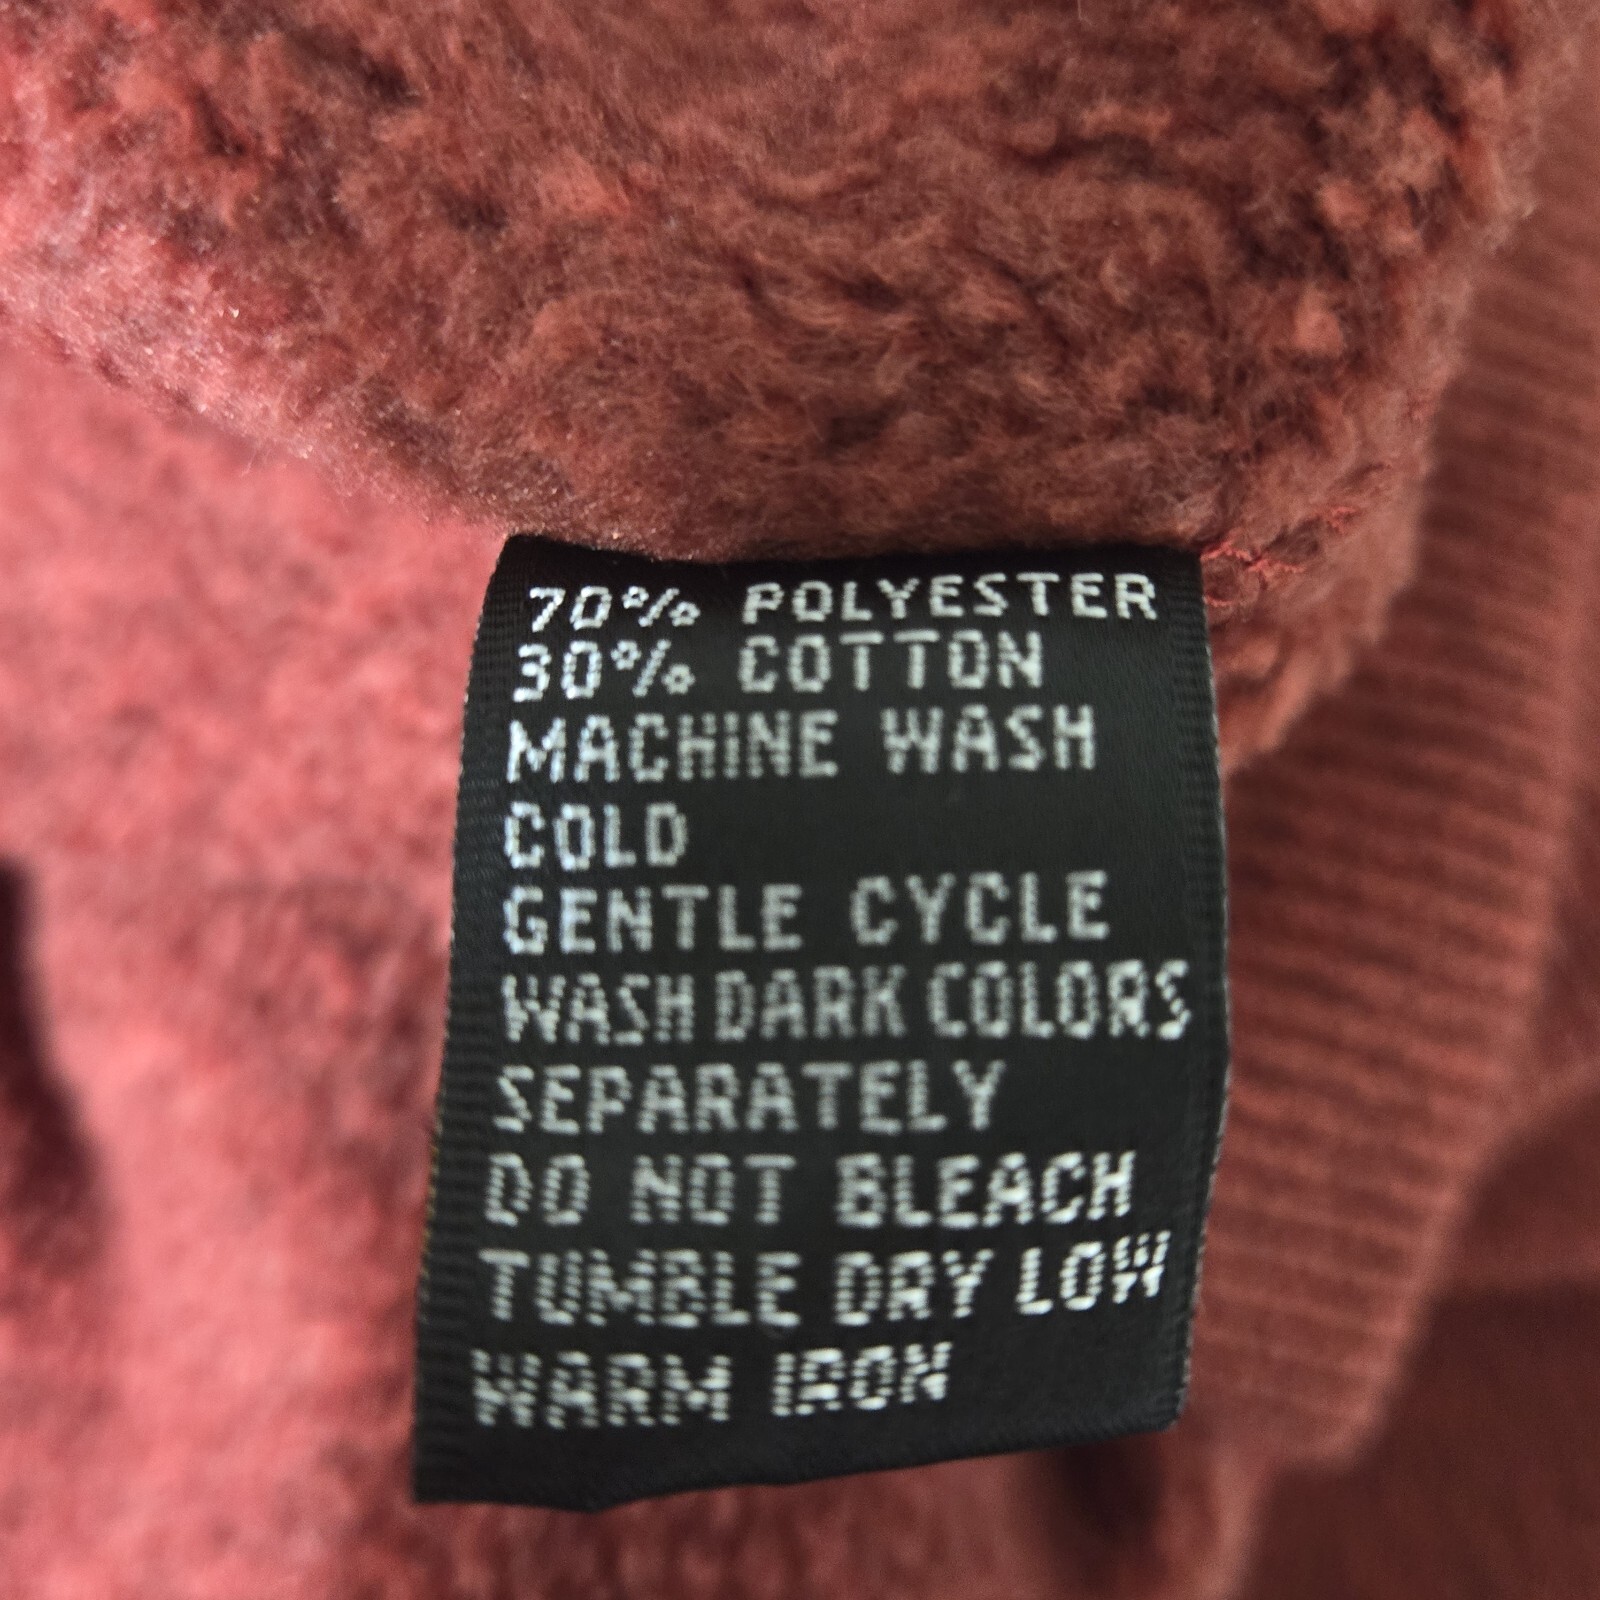 70% POLYESTER
30% COTTON
MACHINE WASH
COLD
GENTLE CYCLE
WASH DARK COLORS
SEPARATELY
DO NOT BLEACH
TUMBLE DRY LOW
WARM IRON